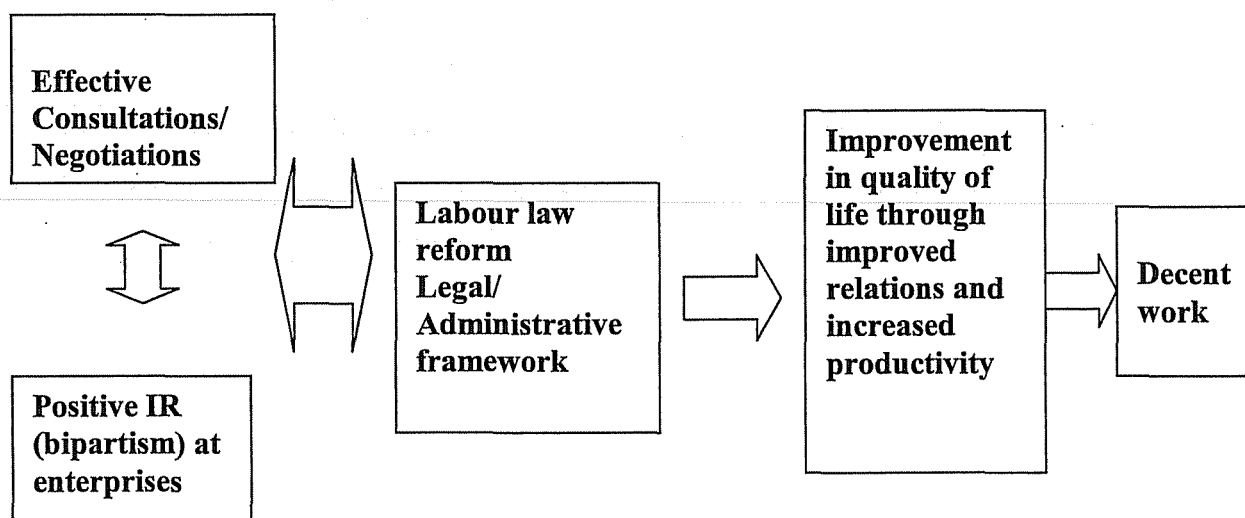 Effective
Consultations/
Negotiations
Positive IR
(bipartism) at
enterprises
Labour law
reform
Legal/
Administrative
framework
Improvement
in quality of
life through
improved
relations and
increased
productivity
Decent
work